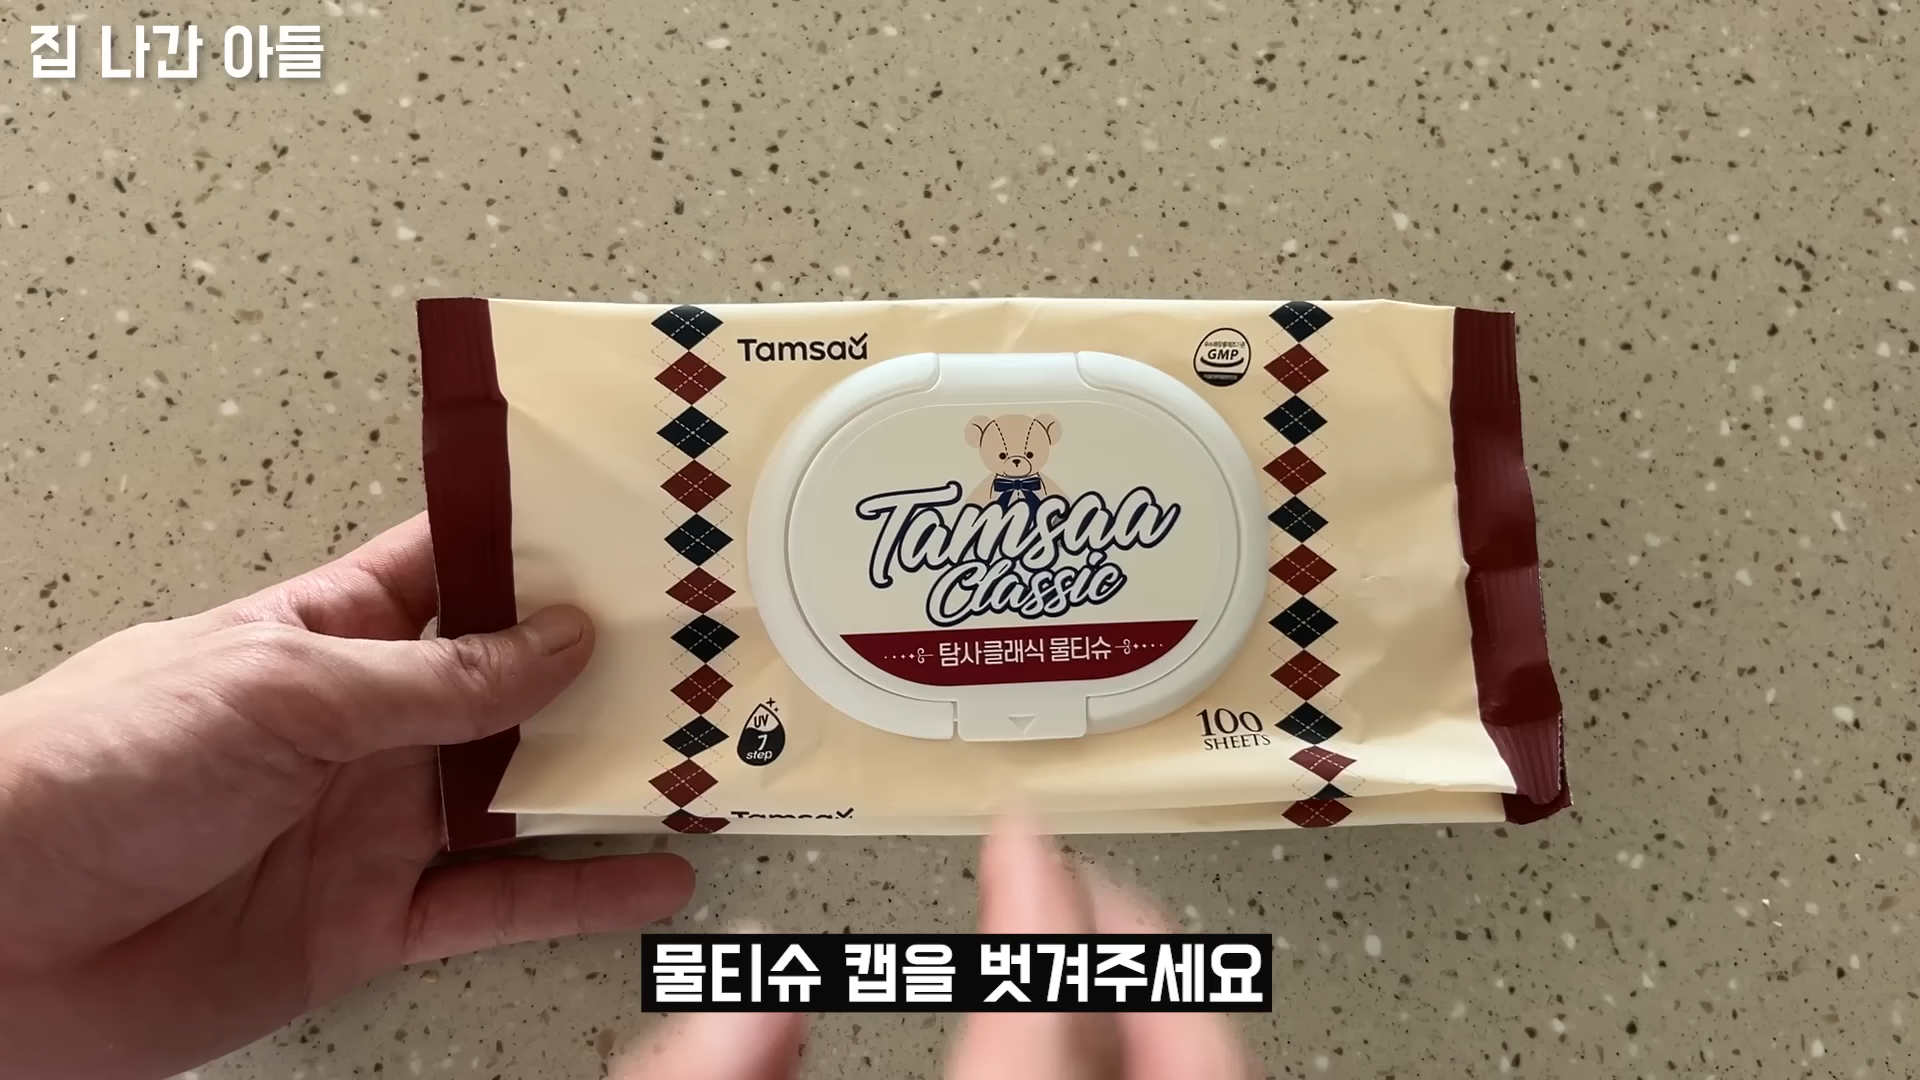 집 나간 아들
Tamsaa
GMP
Tamsaa
Classic
탐사클래식 물티슈
UV
7
step
100
SHEETS
Tamsaa
물티슈 캡을 벗겨주세요